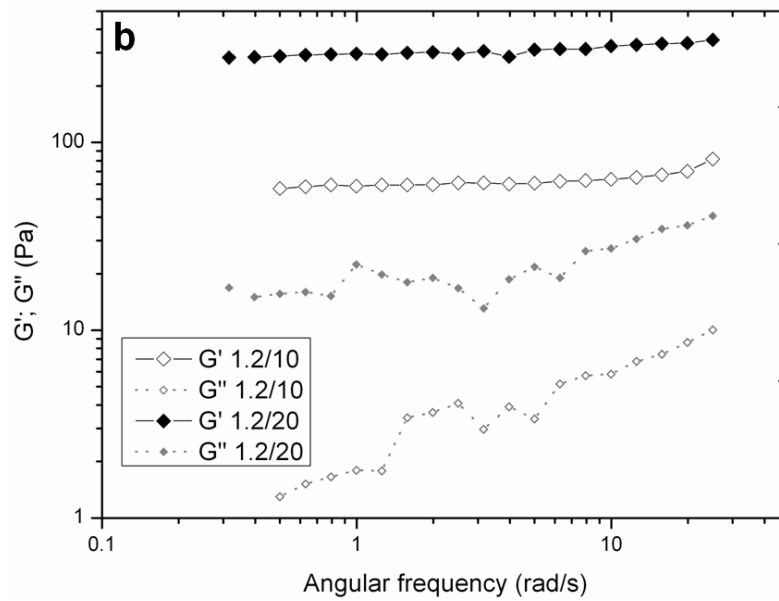 b
100
10
1
G'; G'' (Pa)
G' 1.2/10
G'' 1.2/10
G' 1.2/20
G'' 1.2/20
0.1
1
10
Angular frequency (rad/s)